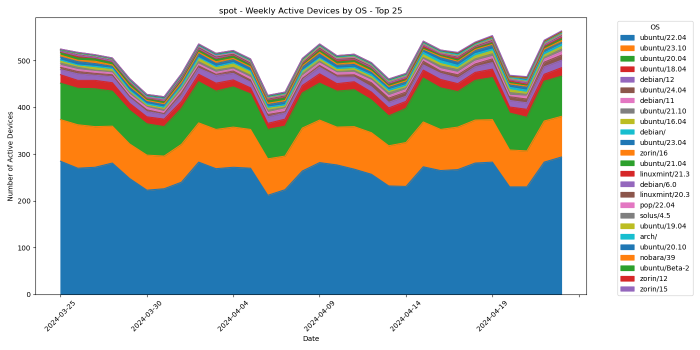 spot - Weekly Active Devices by OS - Top 25
Number of Active Devices
500
400
300
200
100
0
2024-03-25
2024-03-30
2024-04-04
2024-04-09
2024-04-14
2024-04-19
Date
OS
ubuntu/22.04
ubuntu/23.10
ubuntu/20.04
ubuntu/18.04
debian/12
ubuntu/24.04
debian/11
ubuntu/21.10
ubuntu/16.04
debian/
ubuntu/23.04
zorin/16
ubuntu/21.04
linuxmint/21.3
debian/6.0
linuxmint/20.3
pop/22.04
solus/4.5
ubuntu/19.04
arch/
ubuntu/20.10
nobara/39
ubuntu/Beta-2
zorin/12
zorin/15